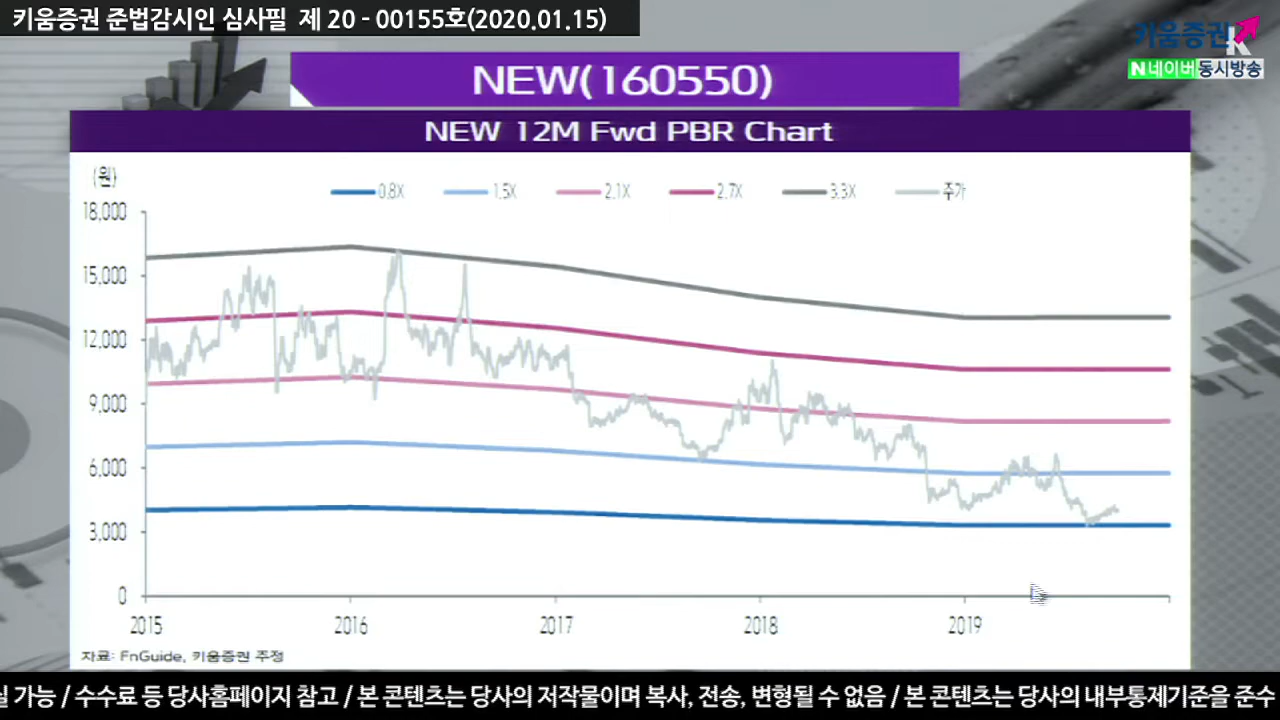 키움증권 준법감시인 심사필 제 20 - 00155호(2020.01.15)
키움증권
N네이버 동시방송
NEW(160550)
NEW 12M Fwd PBR Chart
(원)
0.8X 1.5X 2.1X 2.7X 3.3X 주가
18,000
15,000
12,000
9,000
6,000
3,000
0
2015 2016 2017 2018 2019
자료: FnGuide, 키움증권 추정
가능 / 수수료 등 당사홈페이지 참고 / 본 콘텐츠는 당사의 저작물이며 복사, 전송, 변형될 수 없음 / 본 콘텐츠는 당사의 내부통제기준을 준수